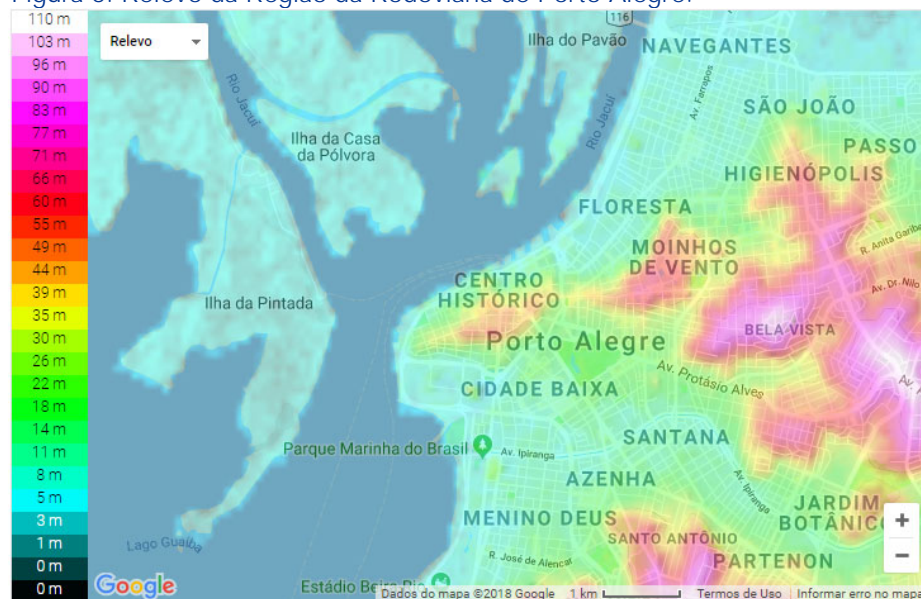 110 m
103 m
96 m
90 m
83 m
77 m
71 m
66 m
60 m
55 m
49 m
44 m
39 m
35 m
30 m
26 m
22 m
18 m
14 m
11 m
8 m
5 m
3 m
1 m
0 m
0 m
Relevo
116
Ilha do Pavão
NAVEGANTES
Av. Farrapos
SÃO JOÃO
PASSO
Rio Jacuí
Rio Jacuí
Ilha da Casa
da Pólvora
HIGIENÓPOLIS
FLORESTA
R. Anita Garibal
MOINHOS
DE VENTO
CENTRO
HISTÓRICO
Av. Dr. Nilo
Ilha da Pintada
BELA VISTA
Porto Alegre
Av. Protásio Alves
Av.
CIDADE BAIXA
SANTANA
Parque Marinha do Brasil
Av. Ipiranga
AZENHA
Av. Ipiranga
MENINO DEUS
JARDIM
BOTÂNICO
+
SANTO ANTÔNIO
Lago Guaíba
PARTENON
−
R. José de Alencar
Google
Estádio Beira-Rio
Dados do mapa ©2018 Google
1 km
Termos de Uso
Informar erro no mapa